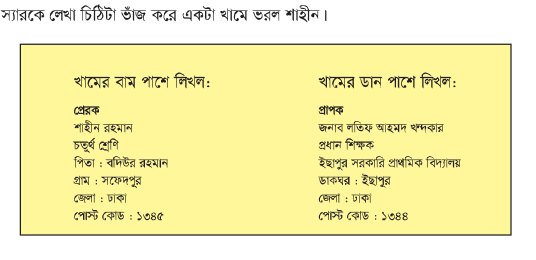 স্যারকে লেখা চিঠিটা ভাঁজ করে একটা খামে ভরল শাহীন।
খামের বাম পাশে লিখল:
প্রেরক
শাহীন রহমান
চতুর্থ শ্রেণি
পিতা : বদিউর রহমান
গ্রাম : সফেদপুর
জেলা : ঢাকা
পোস্ট কোড : ১৩৪৫
খামের ডান পাশে লিখল:
প্রাপক
জনাব লতিফ আহমদ খন্দকার
প্রধান শিক্ষক
ইছাপুর সরকারি প্রাথমিক বিদ্যালয়
ডাকঘর : ইছাপুর
জেলা : ঢাকা
পোস্ট কোড : ১৩৪৪